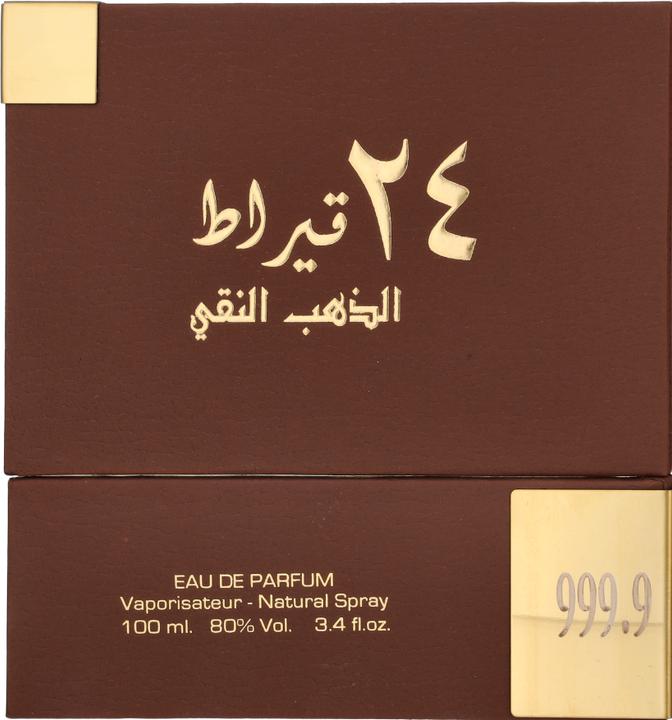 ٢٤ قيراط
الذهب النقي
EAU DE PARFUM
Vaporisateur - Natural Spray
100 ml. 80% Vol. 3.4 fl.oz.
999.9